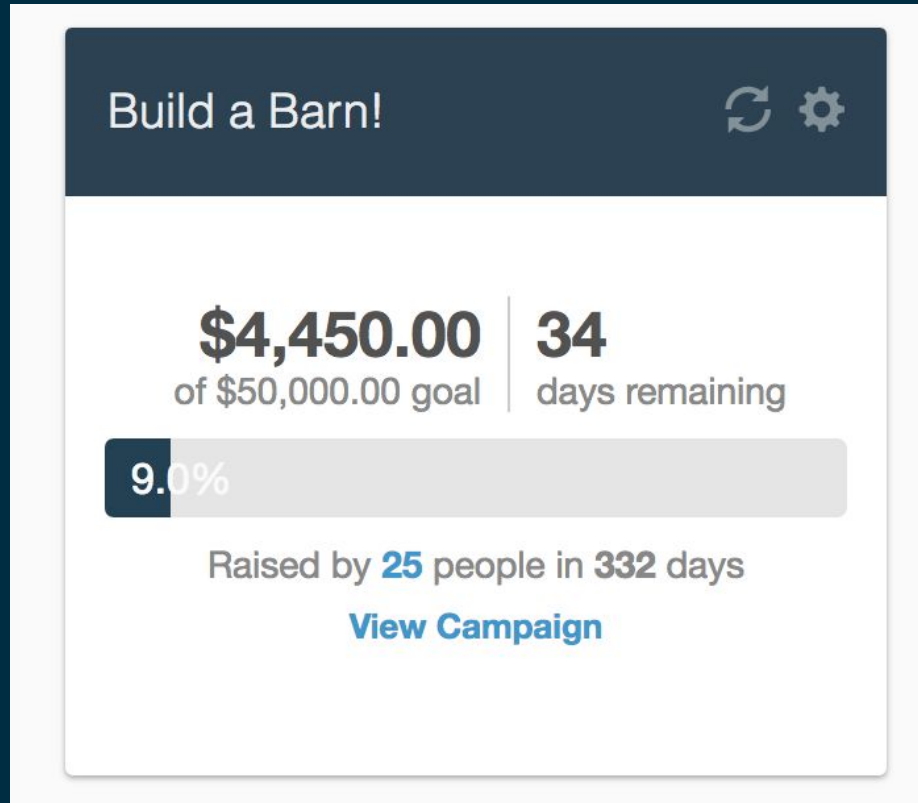 Build a Barn!
$4,450.00
of $50,000.00 goal
34
days remaining
9.0%
Raised by 25 people in 332 days
View Campaign